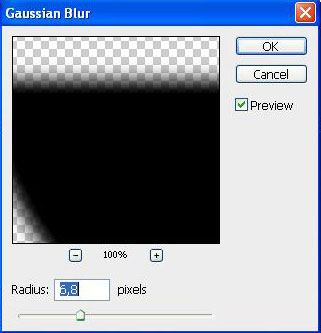 Gaussian Blur
OK
Cancel
Preview
100%
Radius: 6,8 pixels